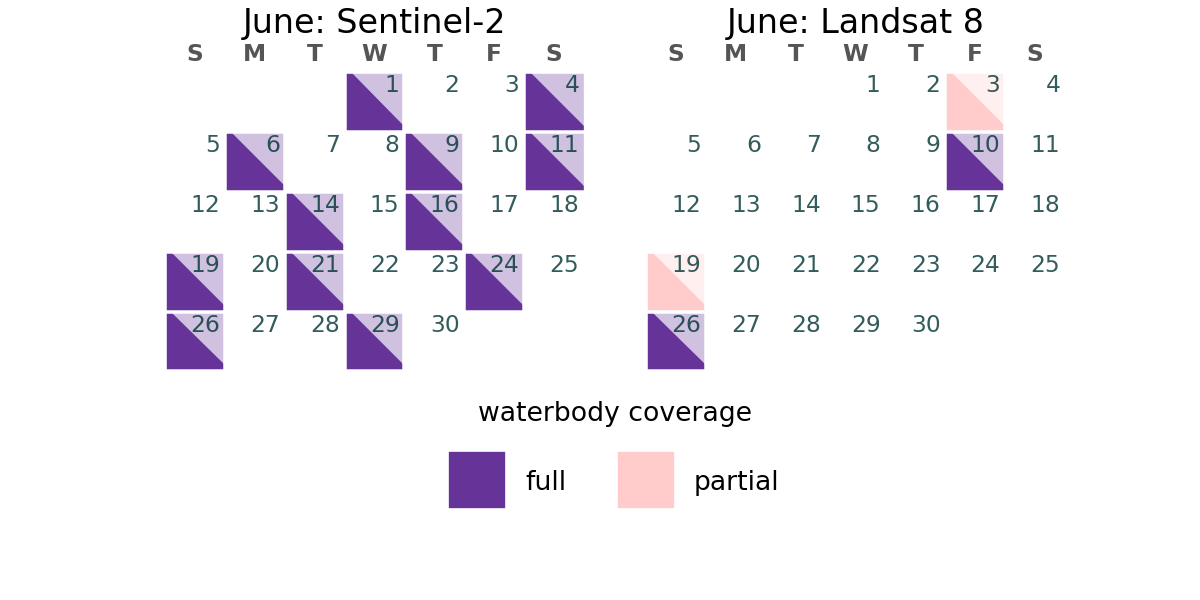 June: Sentinel-2
S M T W T F S
1 2 3 4
5 6 7 8 9 10 11
12 13 14 15 16 17 18
19 20 21 22 23 24 25
26 27 28 29 30
June: Landsat 8
S M T W T F S
1 2 3 4
5 6 7 8 9 10 11
12 13 14 15 16 17 18
19 20 21 22 23 24 25
26 27 28 29 30
waterbody coverage
full
partial